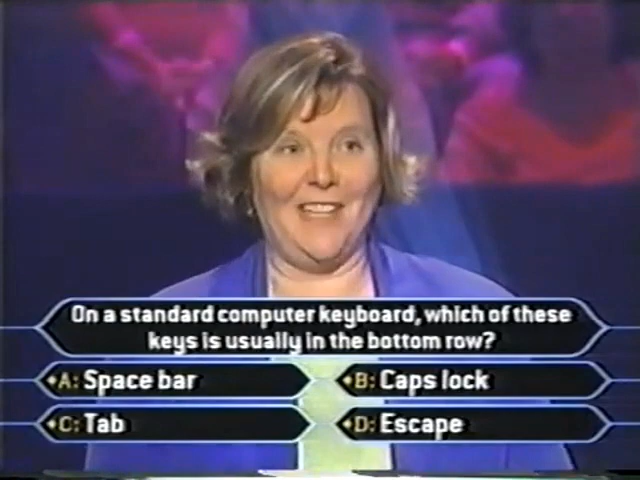 On a standard computer keyboard, which of these
keys is usually in the bottom row?
A: Space bar
B: Caps lock
C: Tab
D: Escape